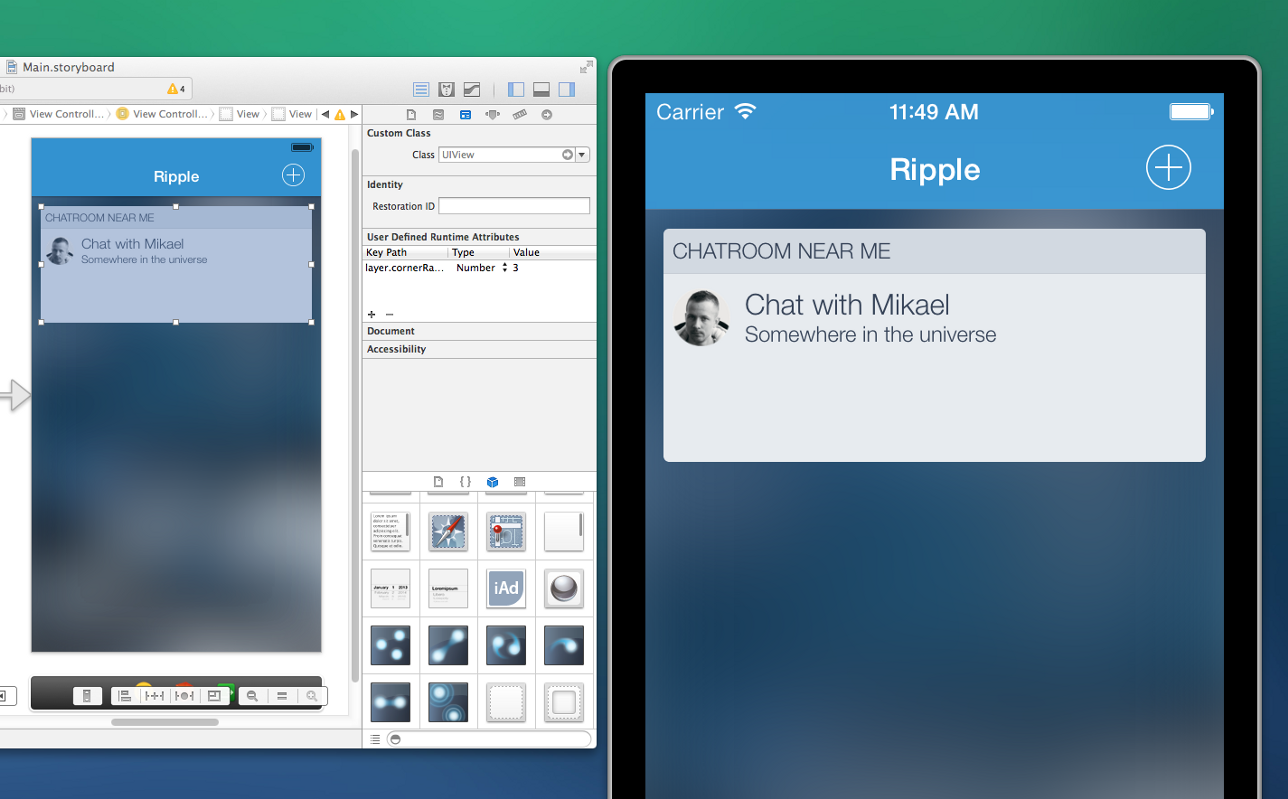 Main.storyboard
bit)
4
View Controll...
View Controll...
View
View
Custom Class
Class UIView
Identity
Restoration ID
User Defined Runtime Attributes
Key Path Type Value
layer.cornerRa... Number 3
Document
Accessibility
Ripple
CHATROOM NEAR ME
Chat with Mikael
Somewhere in the universe
iAd
Carrier 11:49 AM
Ripple
CHATROOM NEAR ME
Chat with Mikael
Somewhere in the universe